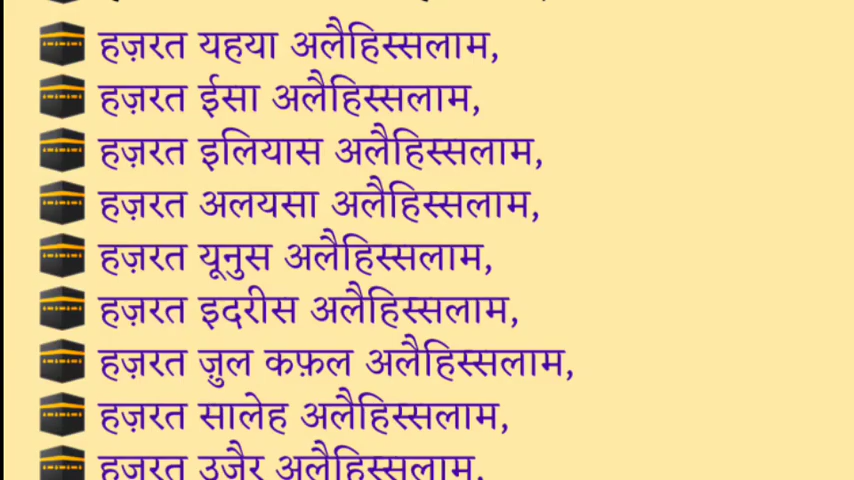 हज़रत यहया अलैहिस्सलाम,
हज़रत ईसा अलैहिस्सलाम,
हज़रत इलियास अलैहिस्सलाम,
हज़रत अलयसा अलैहिस्सलाम,
हज़रत यूनुस अलैहिस्सलाम,
हज़रत इदरीस अलैहिस्सलाम,
हज़रत ज़ुल कफ़ल अलैहिस्सलाम,
हज़रत सालेह अलैहिस्सलाम,
हज़रत उजैर अलैहिस्सलाम,